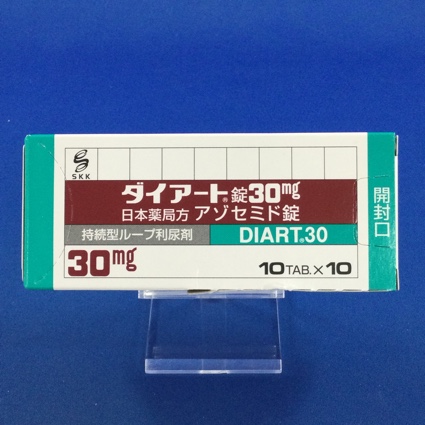 SKK
ダイアート®錠30mg
日本薬局方 アゾセミド錠
持続型ループ利尿剤
DIART®30
30mg
10TAB.×10
開封口